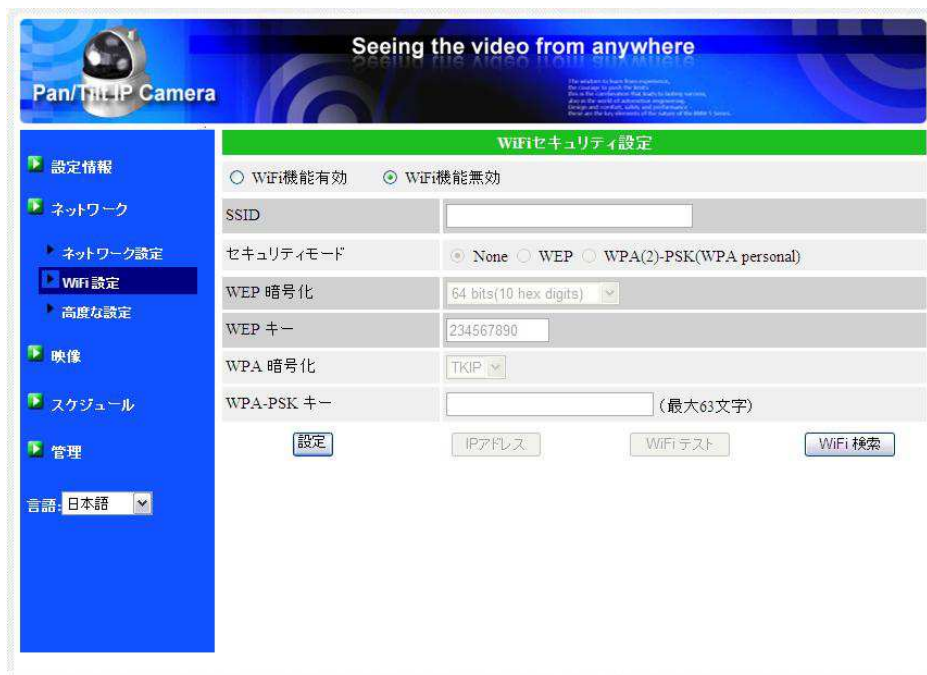 Seeing the video from anywhere
Pan/Tilt IP Camera
WiFiセキュリティ設定
設定情報
ネットワーク
ネットワーク設定
WiFi 設定
高度な設定
映像
スケジュール
管理
言語: 日本語
WiFi機能有効 WiFi機能無効
SSID
セキュリティモード None WEP WPA(2)-PSK(WPA personal)
WEP 暗号化 64 bits(10 hex digits)
WEP キー 234567890
WPA 暗号化 TKIP
WPA-PSK キー (最大63文字)
設定 IPアドレス WiFi テスト WiFi 検索